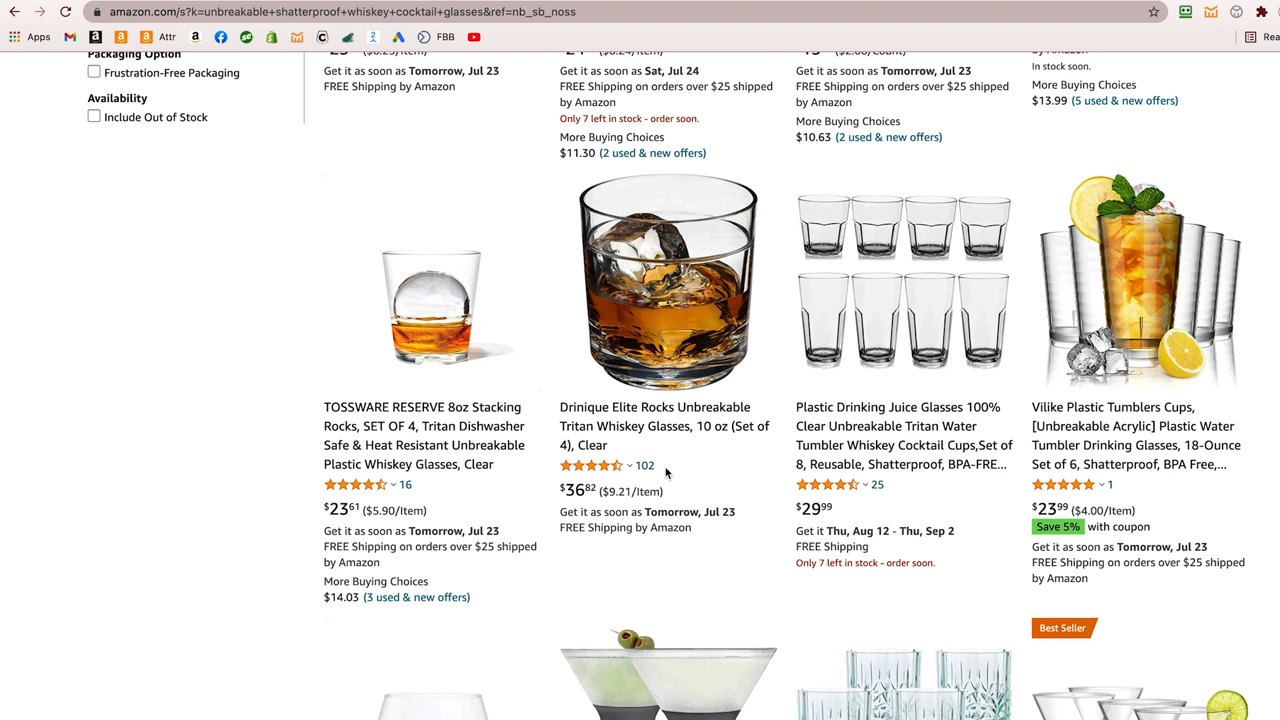 amazon.com/s?k=unbreakable+shatterproof+whiskey+cocktail+glasses&ref=nb_sb_noss
Apps
Attr
FBB
Rea
Packaging Option
Frustration-Free Packaging
Availability
Include Out of Stock
Get it as soon as Tomorrow, Jul 23
FREE Shipping by Amazon
Get it as soon as Sat, Jul 24
FREE Shipping on orders over $25 shipped
by Amazon
Only 7 left in stock - order soon.
More Buying Choices
$11.30 (2 used & new offers)
Get it as soon as Tomorrow, Jul 23
FREE Shipping on orders over $25 shipped
by Amazon
More Buying Choices
$10.63 (2 used & new offers)
by Amazon
In stock soon.
More Buying Choices
$13.99 (5 used & new offers)
TOSSWARE RESERVE 8oz Stacking
Rocks, SET OF 4, Tritan Dishwasher
Safe & Heat Resistant Unbreakable
Plastic Whiskey Glasses, Clear
16
$23.61 ($5.90/Item)
Get it as soon as Tomorrow, Jul 23
FREE Shipping on orders over $25 shipped
by Amazon
More Buying Choices
$14.03 (3 used & new offers)
Drinique Elite Rocks Unbreakable
Tritan Whiskey Glasses, 10 oz (Set of
4), Clear
102
$36.82 ($9.21/Item)
Get it as soon as Tomorrow, Jul 23
FREE Shipping by Amazon
Plastic Drinking Juice Glasses 100%
Clear Unbreakable Tritan Water
Tumbler Whiskey Cocktail Cups,Set of
8, Reusable, Shatterproof, BPA-FRE...
25
$29.99
Get it Thu, Aug 12 - Thu, Sep 2
FREE Shipping
Only 7 left in stock - order soon.
Vilike Plastic Tumblers Cups,
[Unbreakable Acrylic] Plastic Water
Tumbler Drinking Glasses, 18-Ounce
Set of 6, Shatterproof, BPA Free,...
1
$23.99 ($4.00/Item)
Save 5% with coupon
Get it as soon as Tomorrow, Jul 23
FREE Shipping on orders over $25 shipped
by Amazon
Best Seller